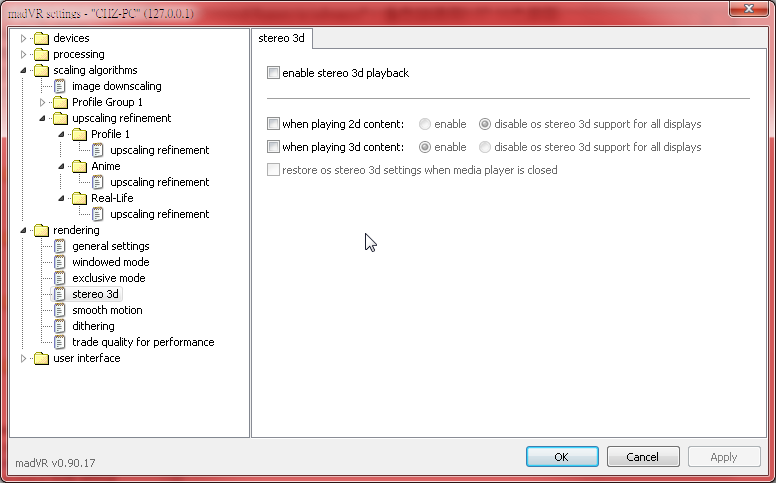 madVR settings - "CHZ-PC" (127.0.0.1)
devices
processing
scaling algorithms
image downscaling
Profile Group 1
upscaling refinement
Profile 1
upscaling refinement
Anime
upscaling refinement
Real-Life
upscaling refinement
rendering
general settings
windowed mode
exclusive mode
stereo 3d
smooth motion
dithering
trade quality for performance
user interface
stereo 3d
enable stereo 3d playback
when playing 2d content: enable disable os stereo 3d support for all displays
when playing 3d content: enable disable os stereo 3d support for all displays
restore os stereo 3d settings when media player is closed
madVR v0.90.17
OK Cancel Apply